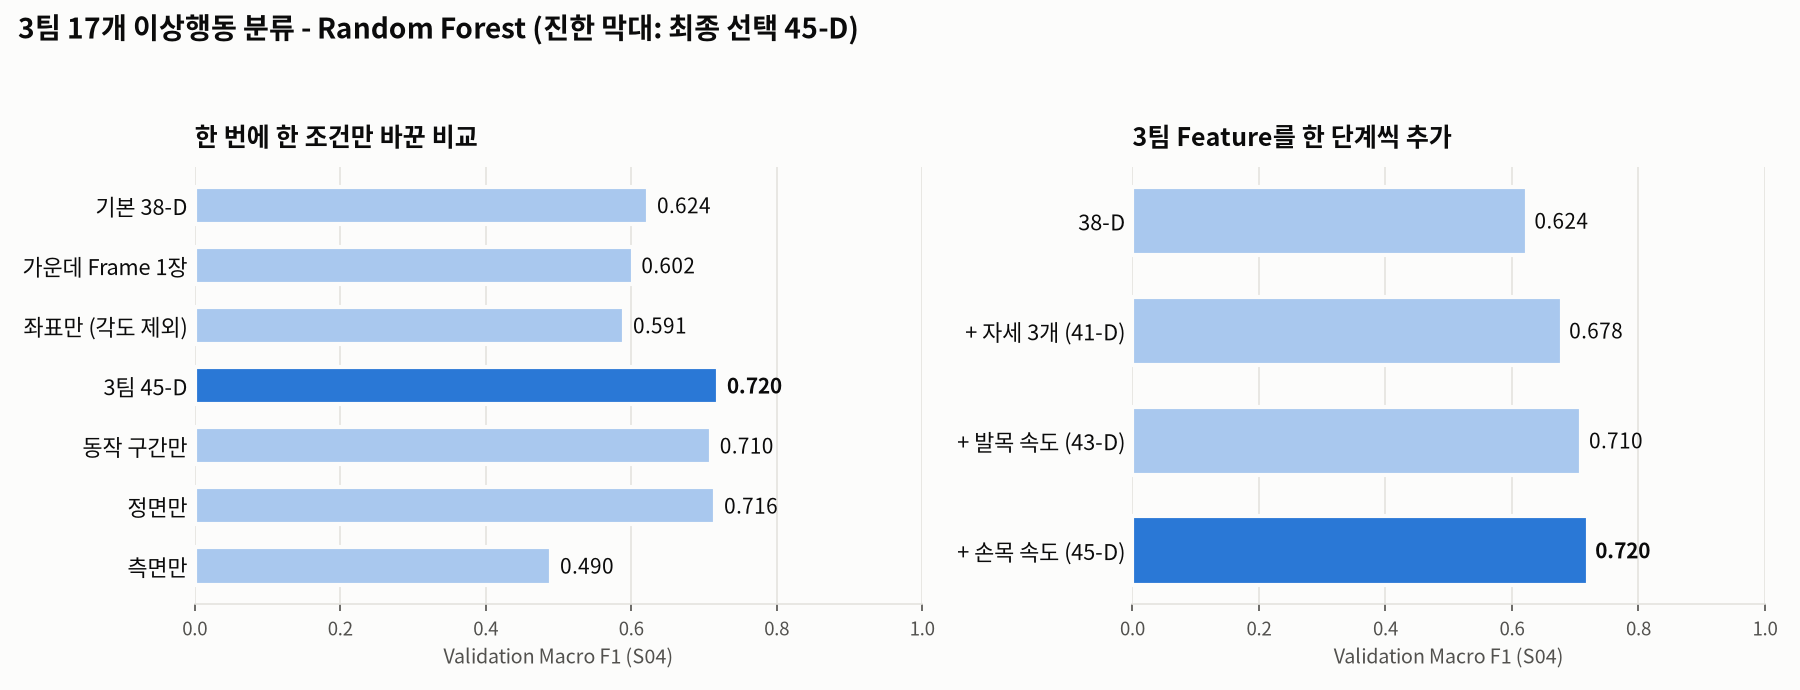 3팀 17개 이상행동 분류 - Random Forest (진한 막대: 최종 선택 45-D)
한 번에 한 조건만 바꾼 비교
기본 38-D 0.624
가운데 Frame 1장 0.602
좌표만 (각도 제외) 0.591
3팀 45-D 0.720
동작 구간만 0.710
정면만 0.716
측면만 0.490
0.0 0.2 0.4 0.6 0.8 1.0
Validation Macro F1 (S04)
3팀 Feature를 한 단계씩 추가
38-D 0.624
+ 자세 3개 (41-D) 0.678
+ 발목 속도 (43-D) 0.710
+ 손목 속도 (45-D) 0.720
0.0 0.2 0.4 0.6 0.8 1.0
Validation Macro F1 (S04)